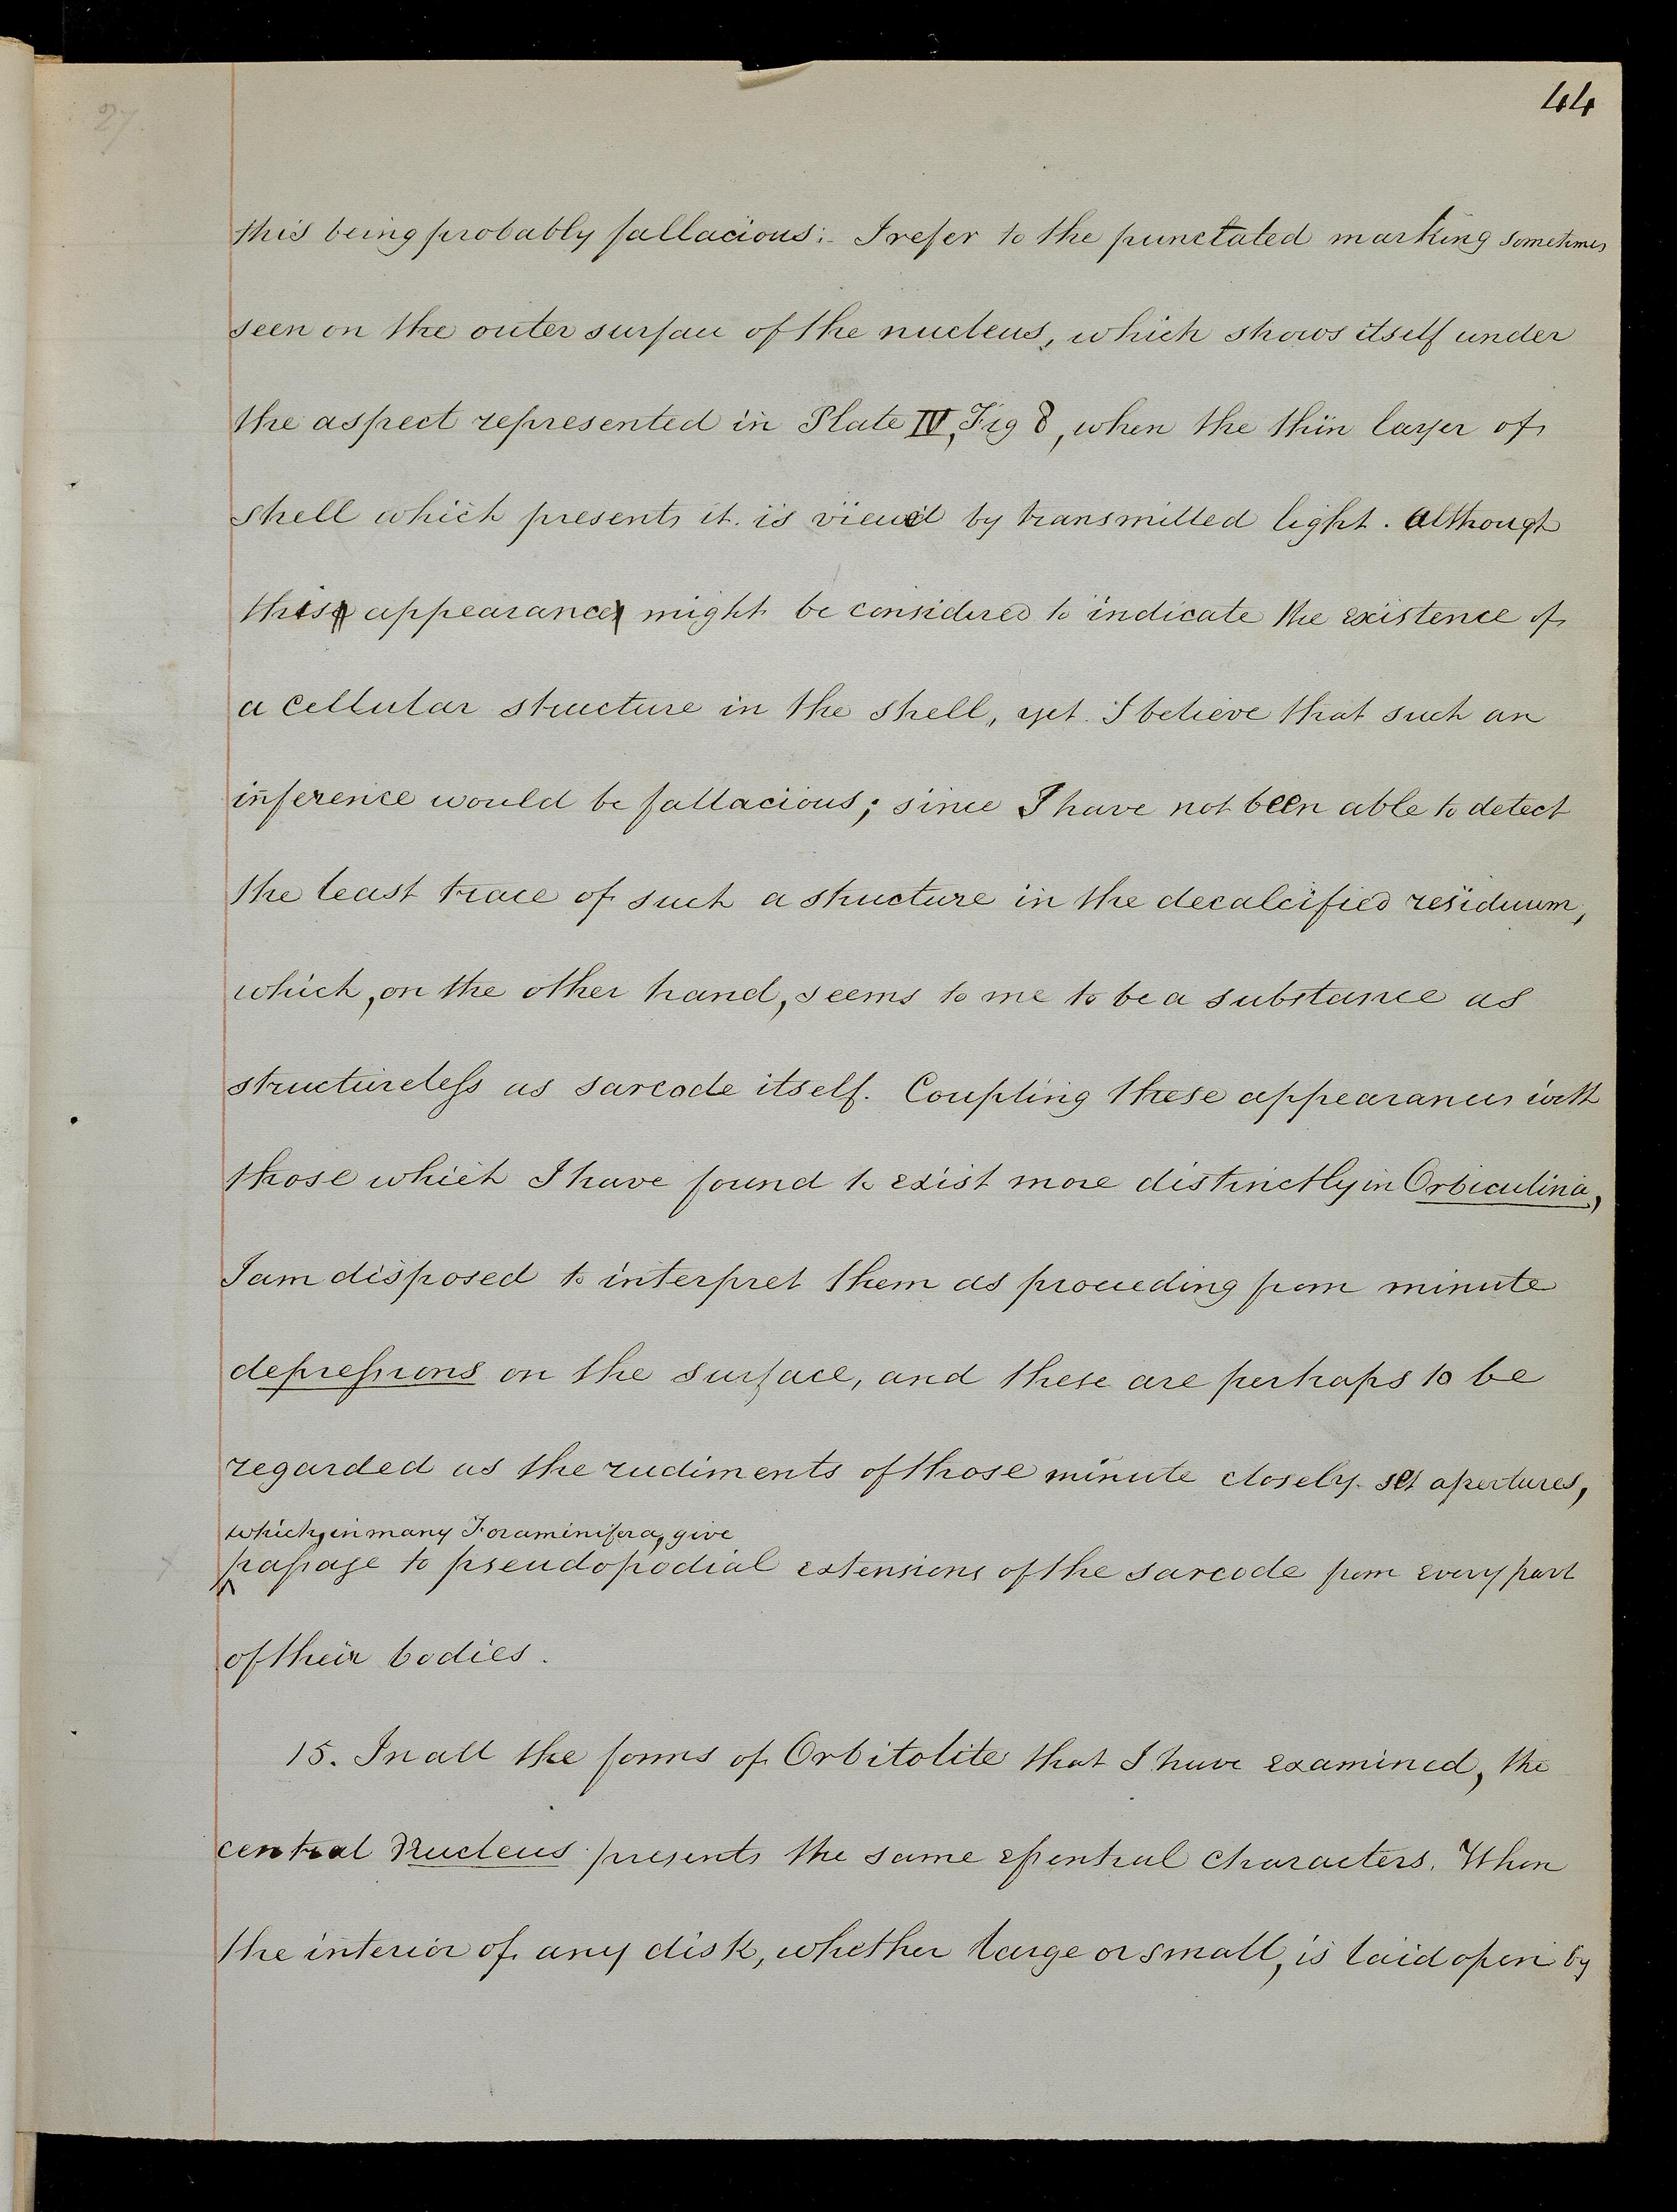 27.
44
this being probably fallacious:- I refer to the punctated marking sometimes
seen on the outer surface of the nucleus, which shows itself under
the aspect represented in Plate IV, Fig 8, when the thin layer of
shell which presents it is viewed by transmitted light. Although
this appearance might be considered to indicate the existence of
a cellular structure in the shell, yet I believe that such an
inference would be fallacious; since I have not been able to detect
the least trace of such a structure in the decalcified residuum,
which, on the other hand, seems to me to be a substance as
structureless as sarcode itself. Coupling these appearances with
those which I have found to exist more distinctly in Orbiculina,
I am disposed to interpret them as proceeding from minute
depressions on the surface, and these are perhaps to be
regarded as the rudiments of those minute closely-set apertures,
which, in many Foraminifera, give
passage to pseudopodial extensions of the sarcode from every part
of their bodies.
15. In all the forms of Orbitolite that I have examined, the
central Nucleus presents the same essential characters. When
the interior of any disk, whether large or small, is laid open by